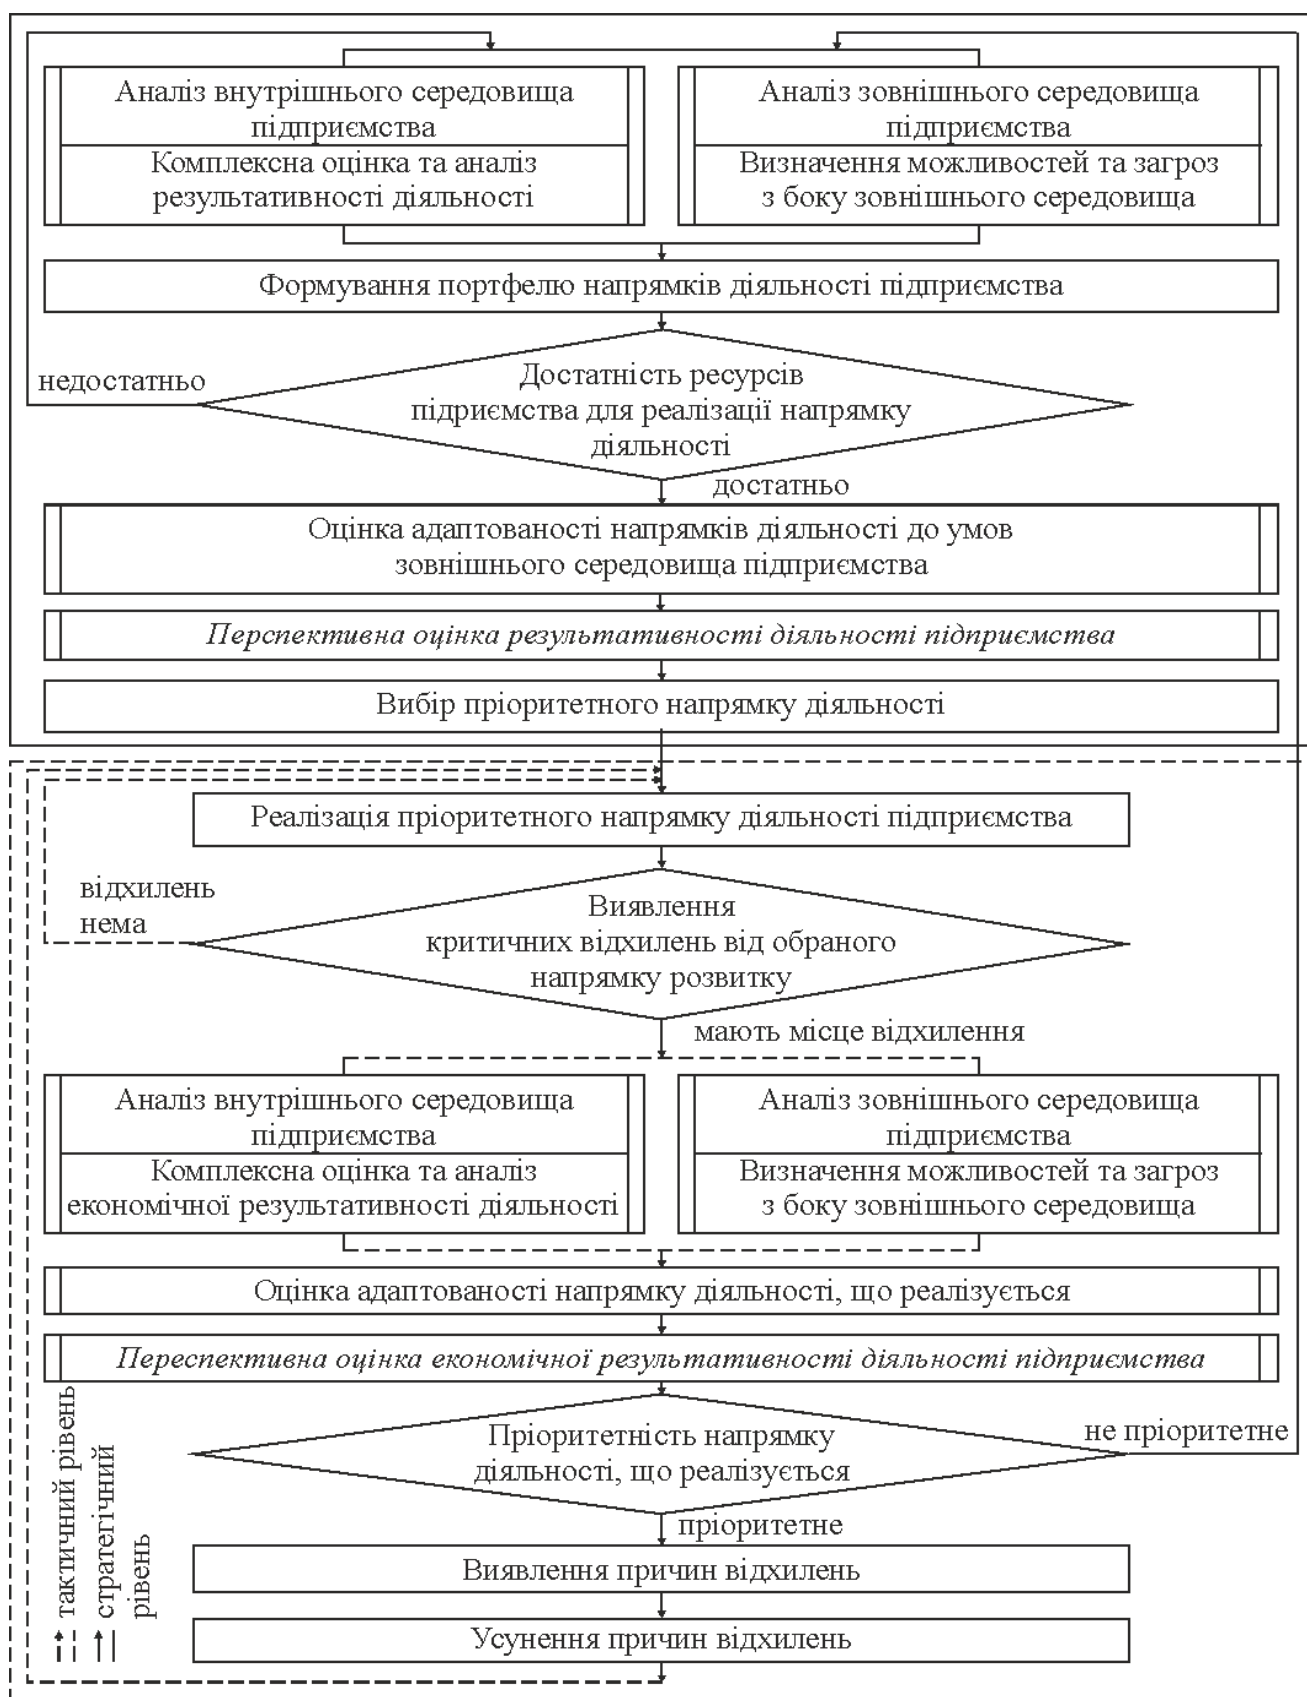 Аналіз внутрішнього середовища
підприємства
Комплексна оцінка та аналіз
результативності діяльності
Аналіз зовнішнього середовища
підприємства
Визначення можливостей та загроз
з боку зовнішнього середовища
Формування портфелю напрямків діяльності підприємства
недостатньо
Достатність ресурсів
підриємства для реалізації напрямку
діяльності
достатньо
Оцінка адаптованості напрямків діяльності до умов
зовнішнього середовища підприємства
Перспективна оцінка результативності діяльності підприємства
Вибір пріоритетного напрямку діяльності
Реалізація пріоритетного напрямку діяльності підприємства
відхилень
нема
Виявлення
критичних відхилень від обраного
напрямку розвитку
мають місце відхилення
Аналіз внутрішнього середовища
підприємства
Комплексна оцінка та аналіз
економічної результативності діяльності
Аналіз зовнішнього середовища
підприємства
Визначення можливостей та загроз
з боку зовнішнього середовища
Оцінка адаптованості напрямку діяльності, що реалізується
Переспективна оцінка економічної результативності діяльності підприємства
Пріоритетність напрямку
діяльності, що реалізується
не пріоритетне
пріоритетне
Виявлення причин відхилень
Усунення причин відхилень
тактичний рівень
стратегічний
рівень